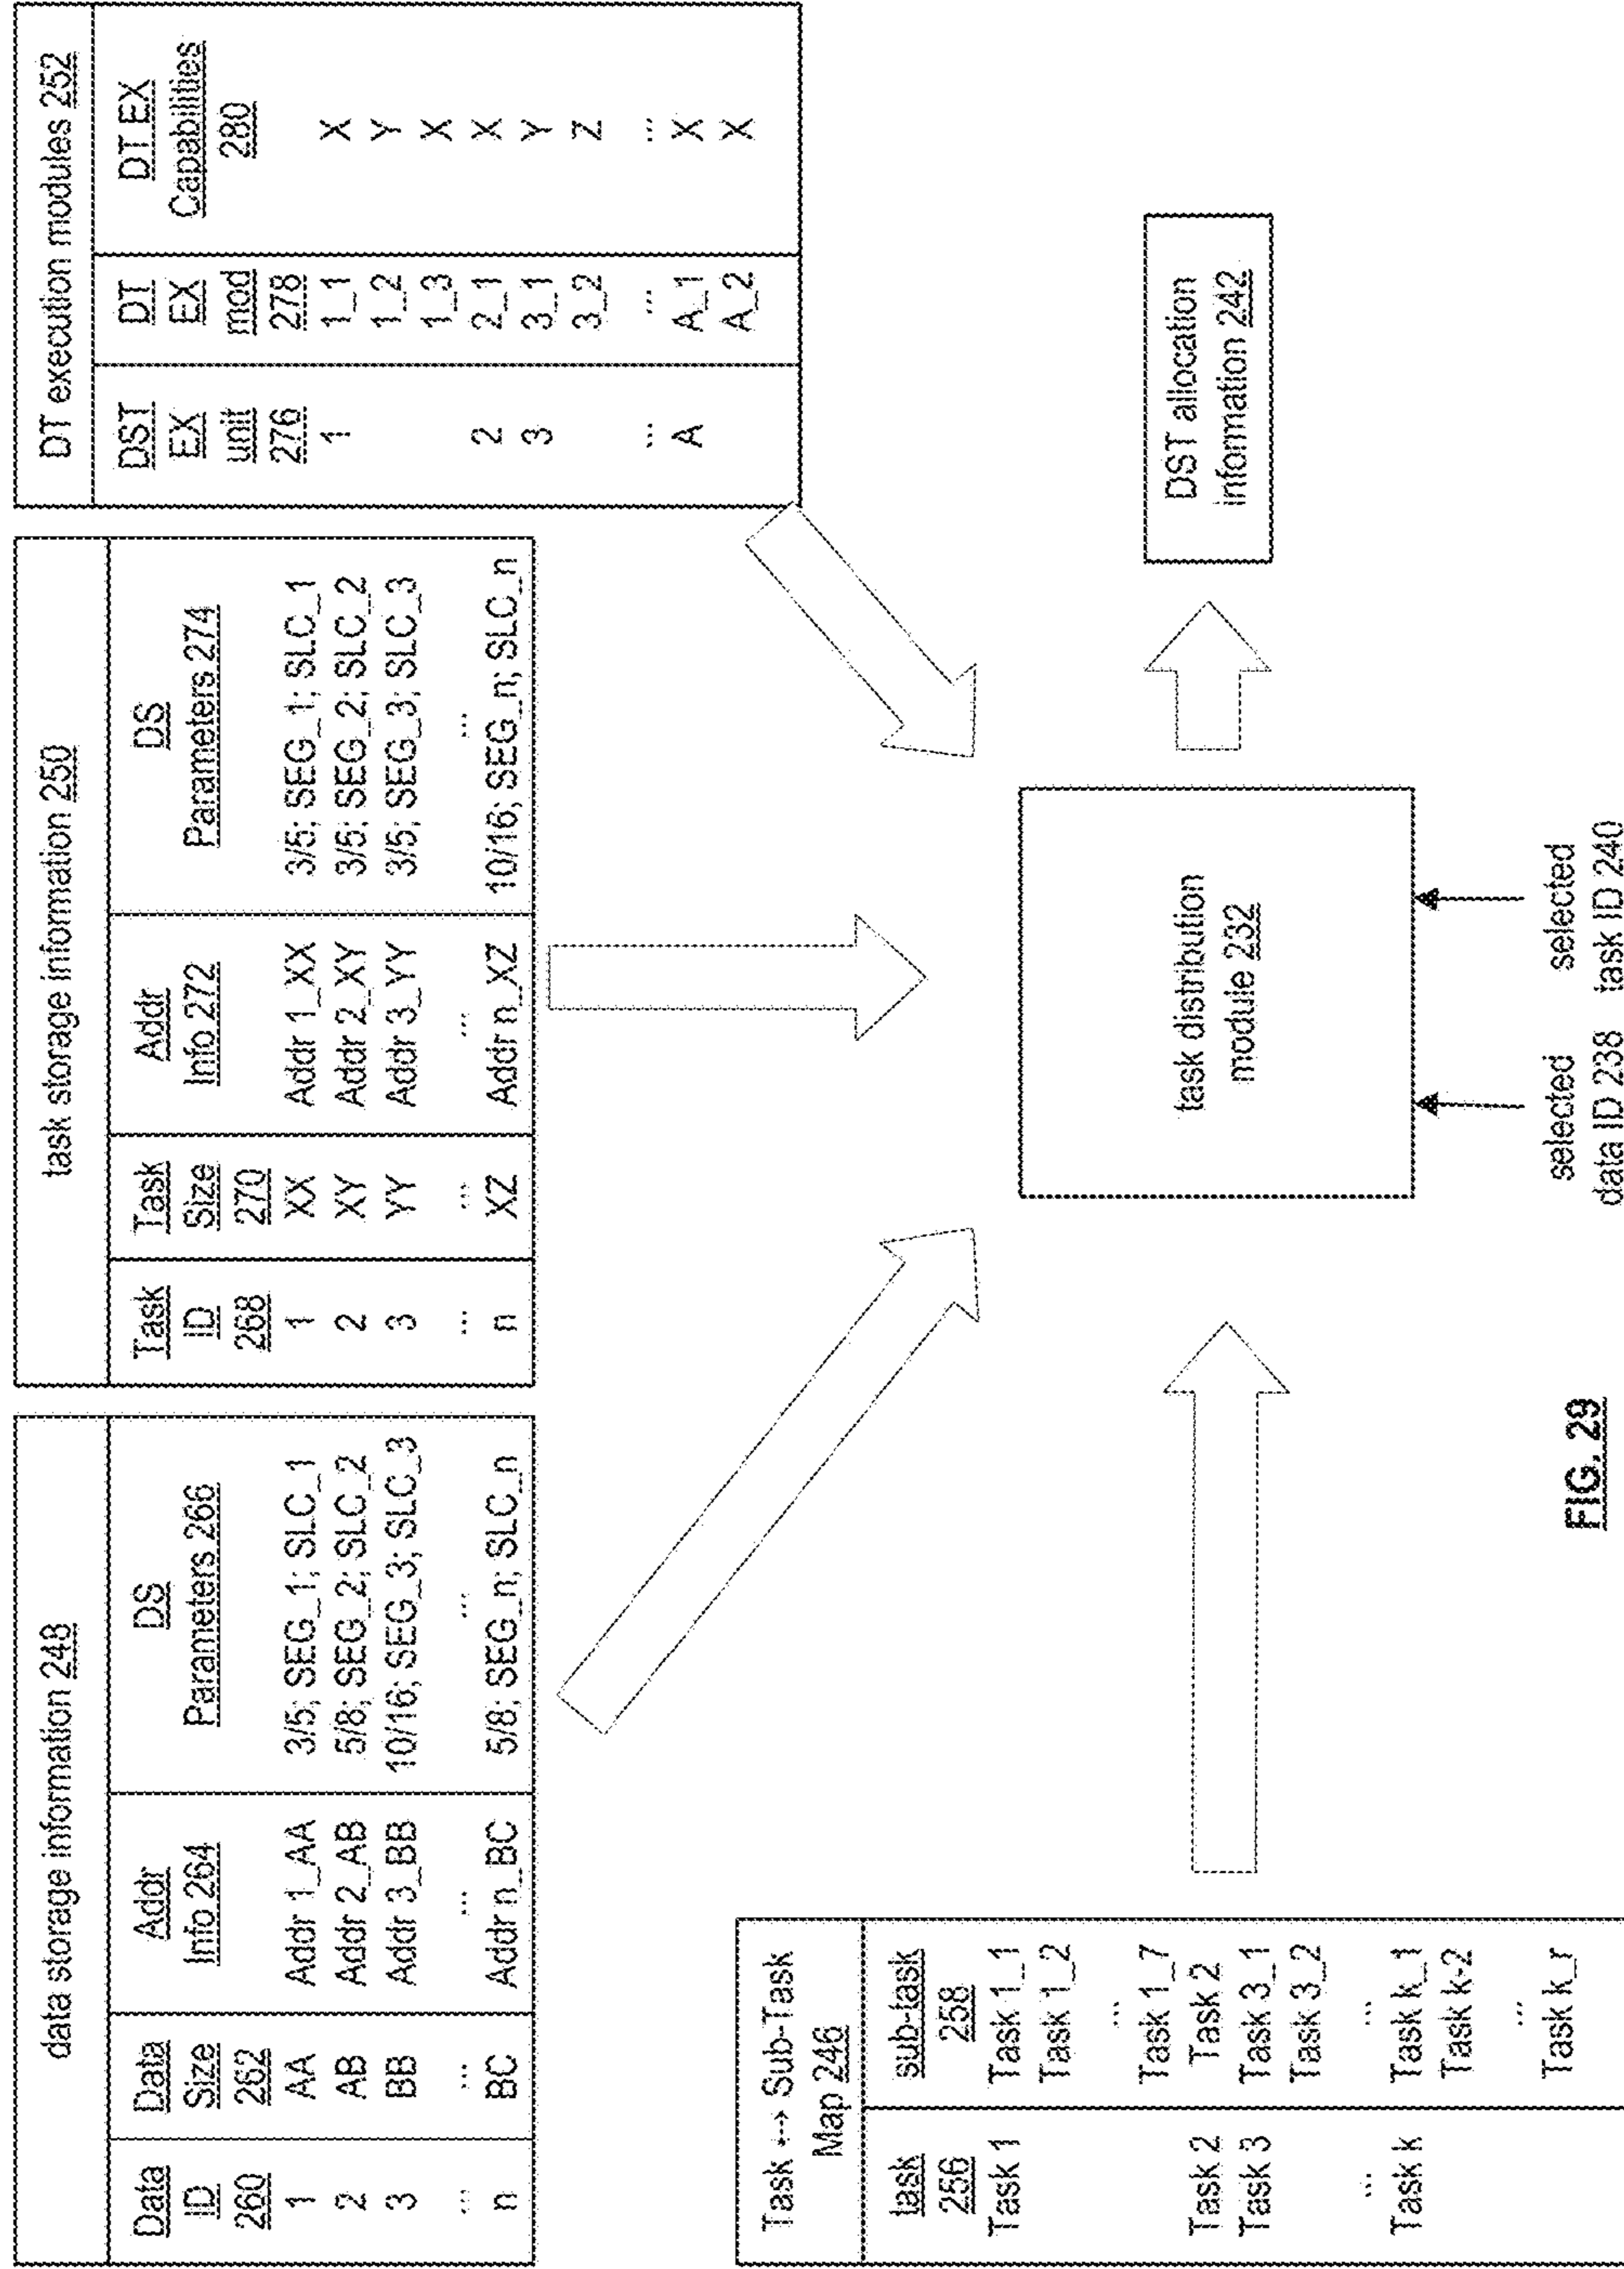 data storage information 248
Data ID 260 | Data Size 262 | Addr Info 264 | DS Parameters 266
1 | AA | Addr 1_AA | 3/5; SEG_1; SLC_1
2 | AB | Addr 2_AB | 5/8; SEG_2; SLC_2
3 | BB | Addr 3_BB | 10/16; SEG_3; SLC_3
... | ... | ... | ...
n | BC | Addr n_BC | 5/8; SEG_n; SLC_n
task storage information 250
Task ID 268 | Task Size 270 | Addr Info 272 | DS Parameters 274
1 | XX | Addr 1_XX | 3/5; SEG_1; SLC_1
2 | XY | Addr 2_XY | 3/5; SEG_2; SLC_2
3 | YY | Addr 3_YY | 3/5; SEG_3; SLC_3
... | ... | ... | ...
n | XZ | Addr n_XZ | 10/16; SEG_n; SLC_n
DT execution modules 252
DST EX unit 276 | DT EX mod 278 | DT EX Capabilities 280
1 | 1_1 | X
1_2 | Y
1_3 | X
2 | 2_1 | X
3 | 3_1 | Y
3_2 | Z
... | ... | ...
A | A_1 | X
A_2 | X
Task ↔ Sub-Task
Map 246
task 256 | sub-task 258
Task 1 | Task 1_1
Task 1_2
...
Task 1_7
Task 2 | Task 2
Task 3 | Task 3_1
Task 3_2
... | ...
Task k | Task k_1
Task k-2
...
Task k_r
task distribution
module 232
DST allocation
information 242
selected
data ID 238
selected
task ID 240
FIG. 29